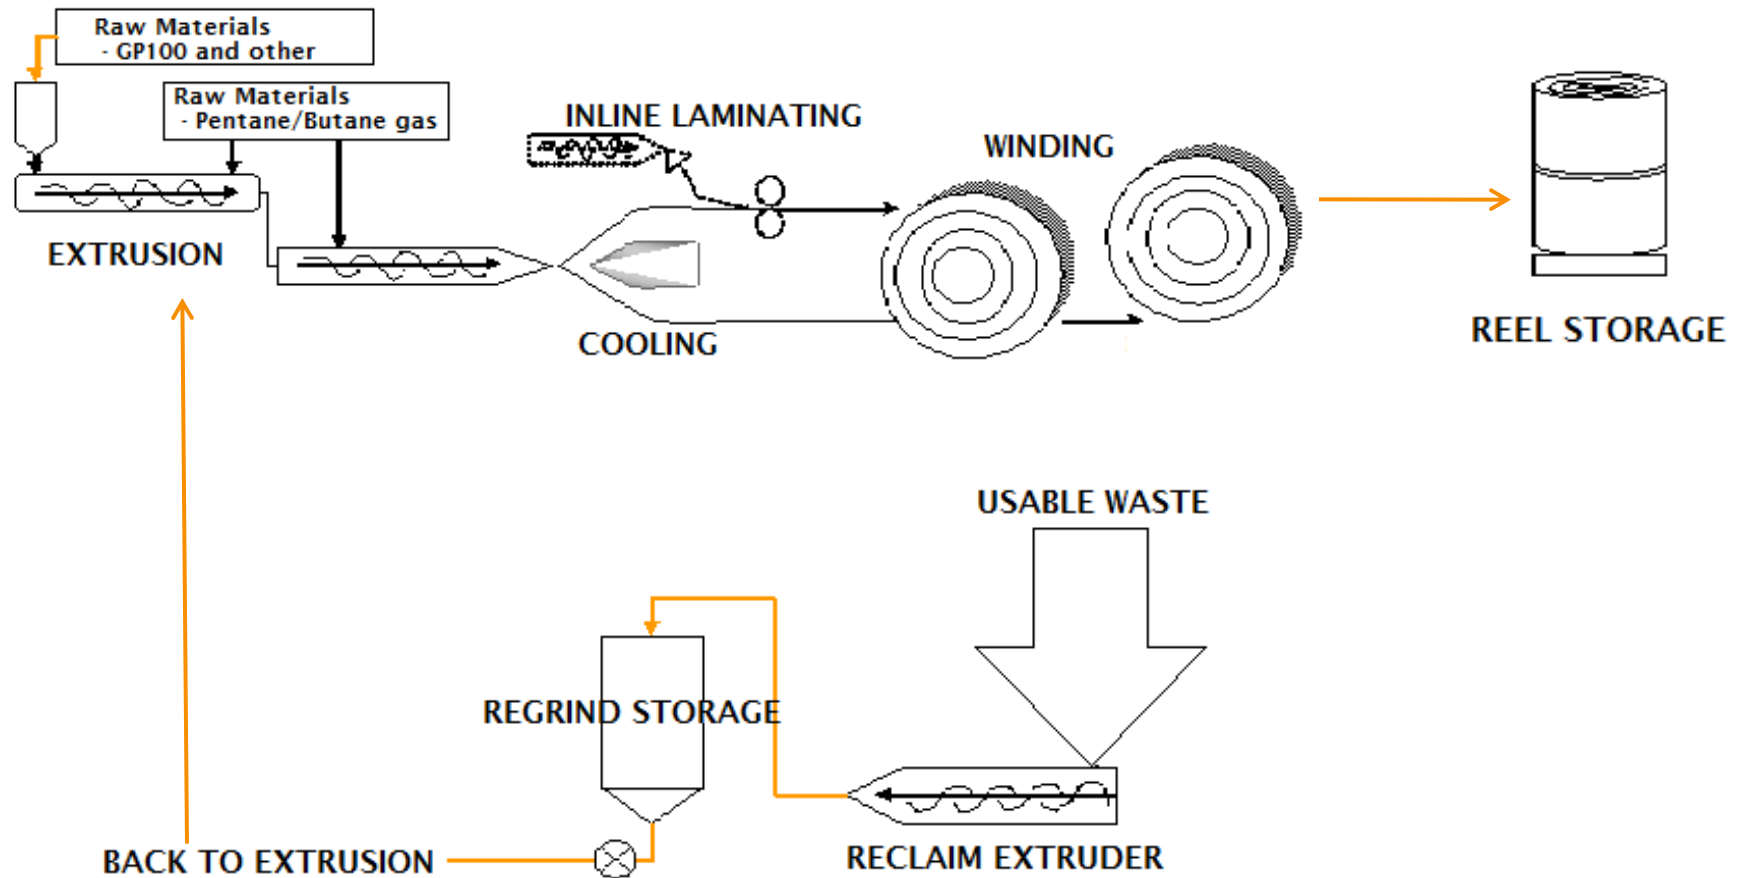 Raw Materials
- GP100 and other
Raw Materials
- Pentane/Butane gas
INLINE LAMINATING
WINDING
EXTRUSION
COOLING
REEL STORAGE
USABLE WASTE
REGRIND STORAGE
BACK TO EXTRUSION
RECLAIM EXTRUDER